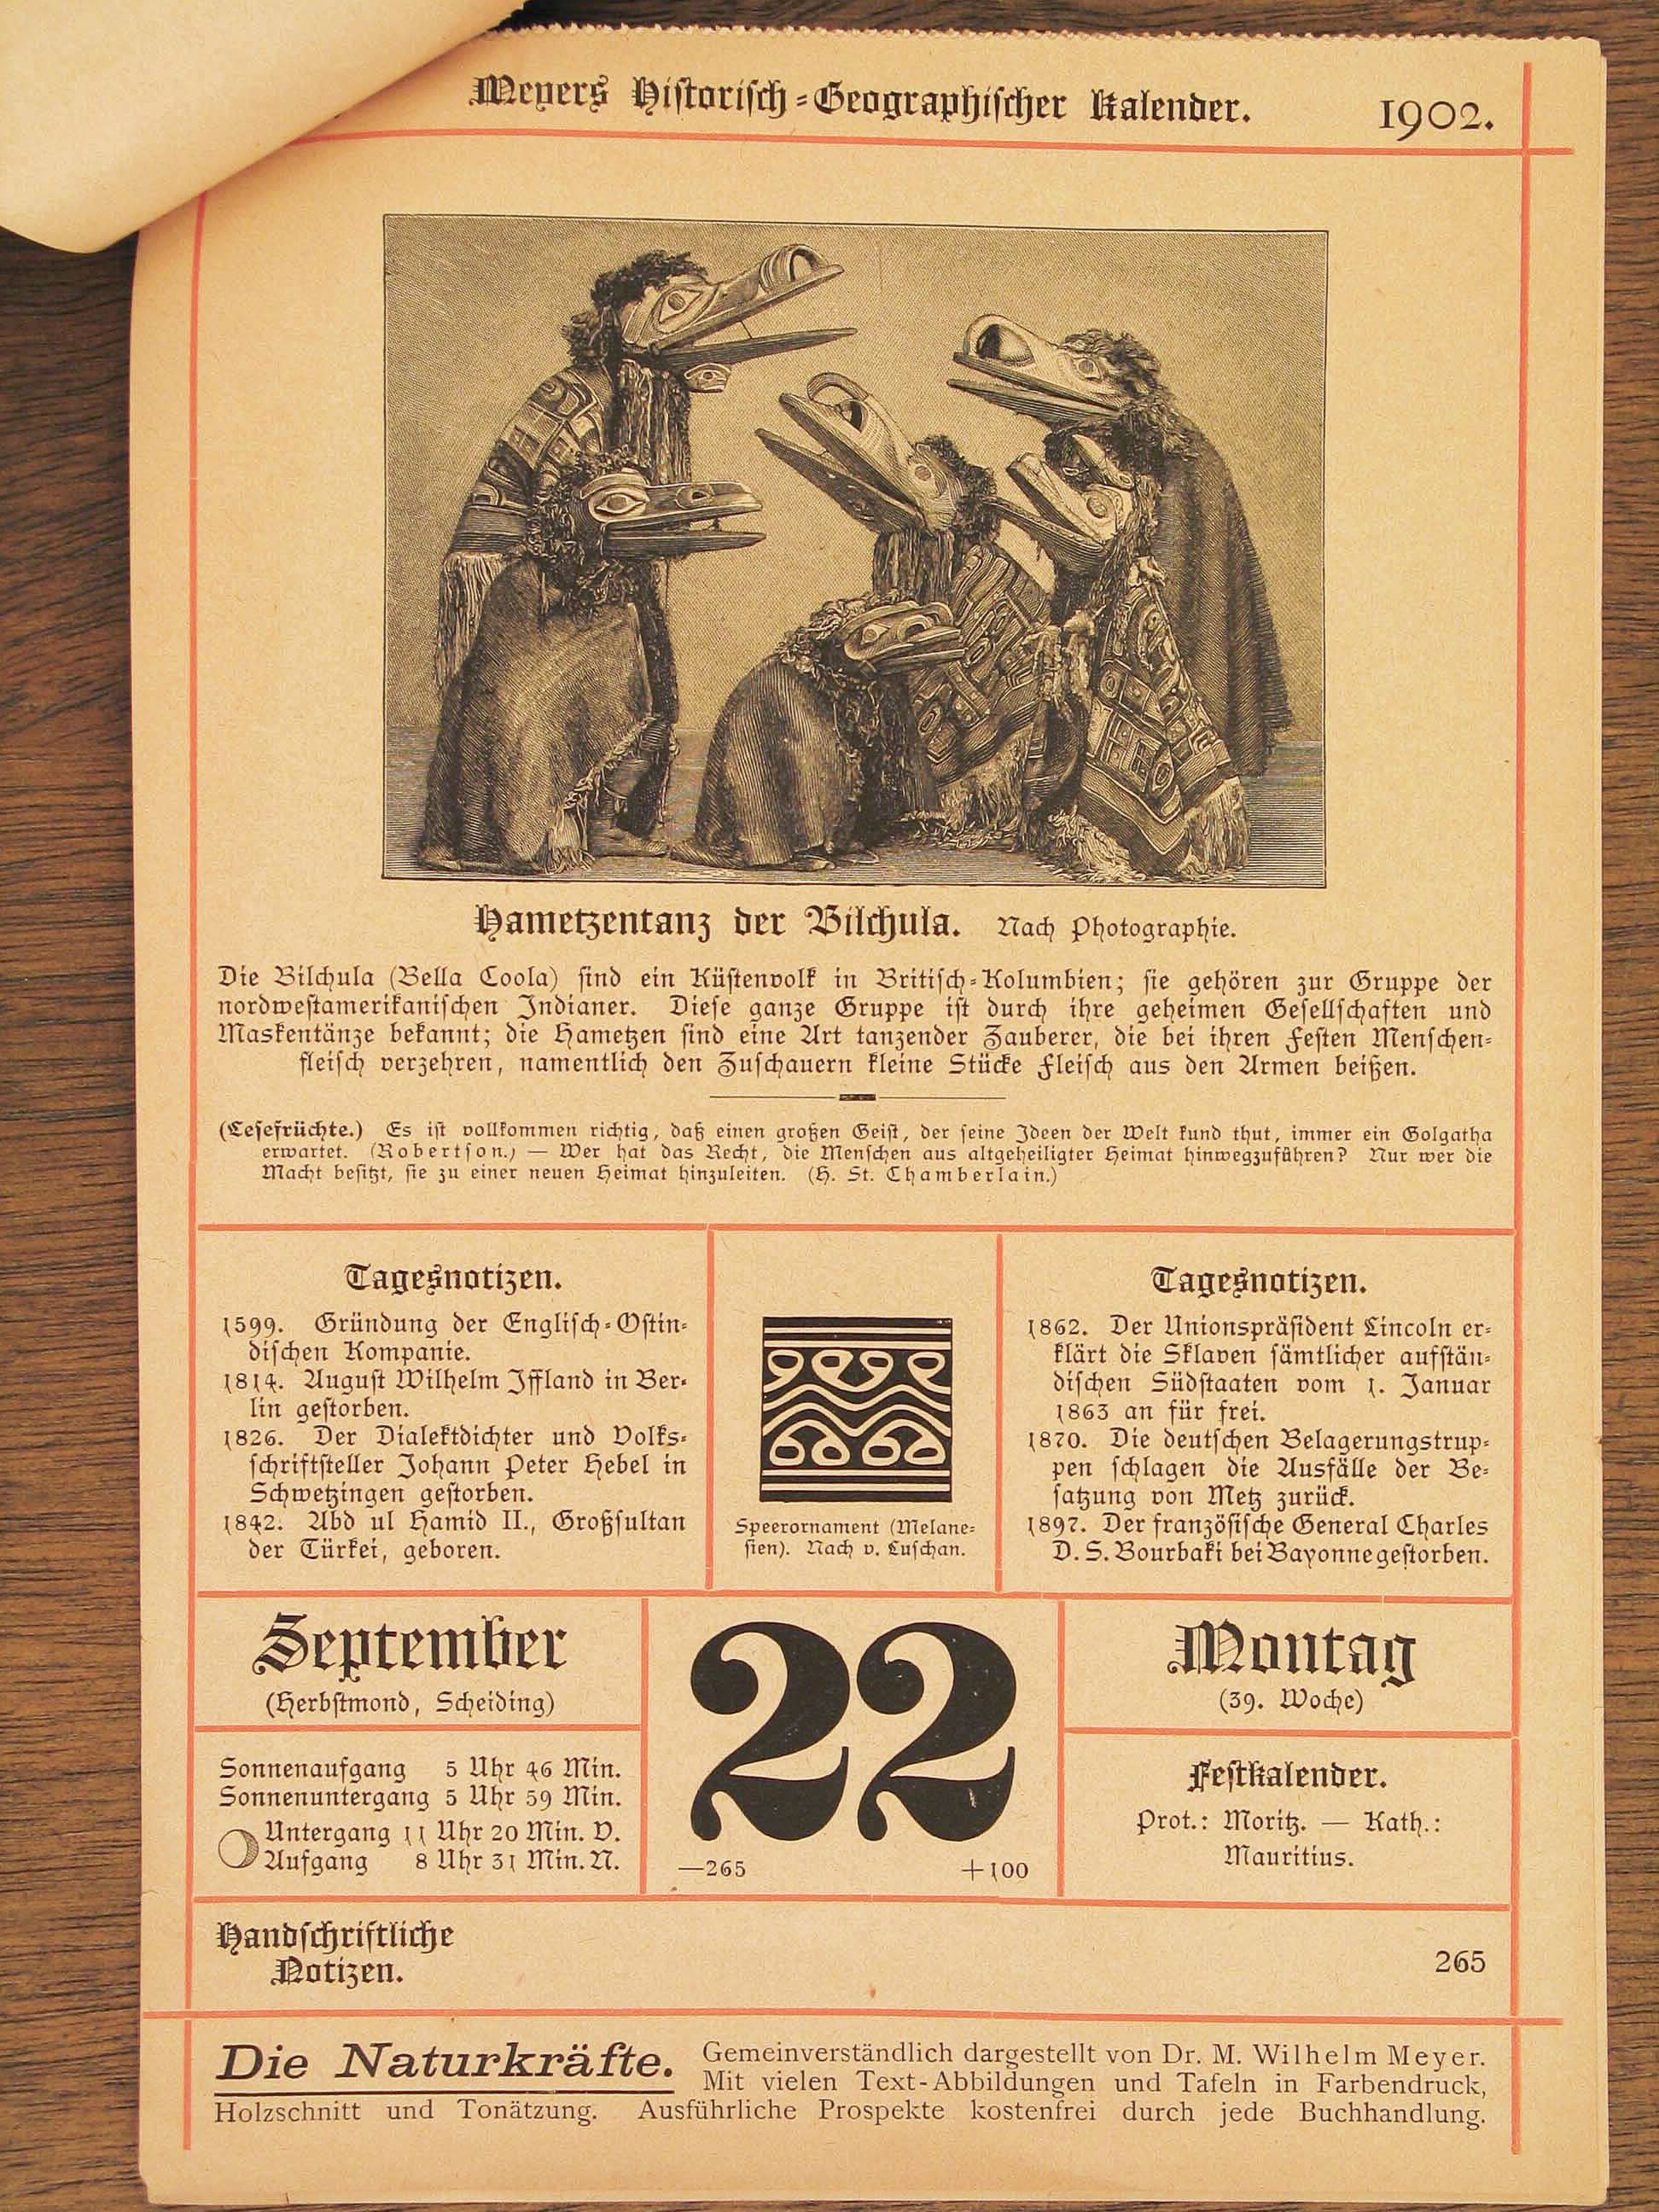 Meyers Historisch-Geographischer Kalender. 1902.
Hametzentanz der Bilchula. Nach Photographie.
Die Bilchula (Bella Coola) sind ein Küstenvolk in Britisch-Kolumbien; sie gehören zur Gruppe der
nordwestamerikanischen Indianer. Diese ganze Gruppe ist durch ihre geheimen Gesellschaften und
Maskentänze bekannt; die Hametzen sind eine Art tanzender Zauberer, die bei ihren Festen Menschen-
fleisch verzehren, namentlich den Zuschauern kleine Stücke Fleisch aus den Armen beißen.
(Lesefrüchte.) Es ist vollkommen richtig, daß einen großen Geist, der seine Ideen der Welt kund thut, immer ein Golgatha
erwartet. (Robertson.) — Wer hat das Recht, die Menschen aus altgeheiligter Heimat hinwegzuführen? Nur wer die
Macht besitzt, sie zu einer neuen Heimat hinzuleiten. (H. St. Chamberlain.)
Tagesnotizen.
1599. Gründung der Englisch-Ostin-
dischen Kompanie.
1814. August Wilhelm Iffland in Ber-
lin gestorben.
1826. Der Dialektdichter und Volks-
schriftsteller Johann Peter Hebel in
Schwetzingen gestorben.
1842. Abd ul Hamid II., Großsultan
der Türkei, geboren.
Speerornament (Melane-
sien). Nach v. Luschan.
Tagesnotizen.
1862. Der Unionspräsident Lincoln er-
klärt die Sklaven sämtlicher aufstän-
dischen Südstaaten vom 1. Januar
1863 an für frei.
1870. Die deutschen Belagerungstrup-
pen schlagen die Ausfälle der Be-
satzung von Metz zurück.
1897. Der französische General Charles
D. S. Bourbaki bei Bayonne gestorben.
September
(Herbstmond, Scheiding)
Sonnenaufgang 5 Uhr 46 Min.
Sonnenuntergang 5 Uhr 59 Min.
Untergang 11 Uhr 20 Min. V.
Aufgang 8 Uhr 31 Min. N.
22
—265 +100
Montag
(39. Woche)
Festkalender.
Prot.: Moritz. — Kath.:
Mauritius.
Handschriftliche
Notizen.
265
Die Naturkräfte. Gemeinverständlich dargestellt von Dr. M. Wilhelm Meyer.
Mit vielen Text-Abbildungen und Tafeln in Farbendruck,
Holzschnitt und Tonätzung. Ausführliche Prospekte kostenfrei durch jede Buchhandlung.